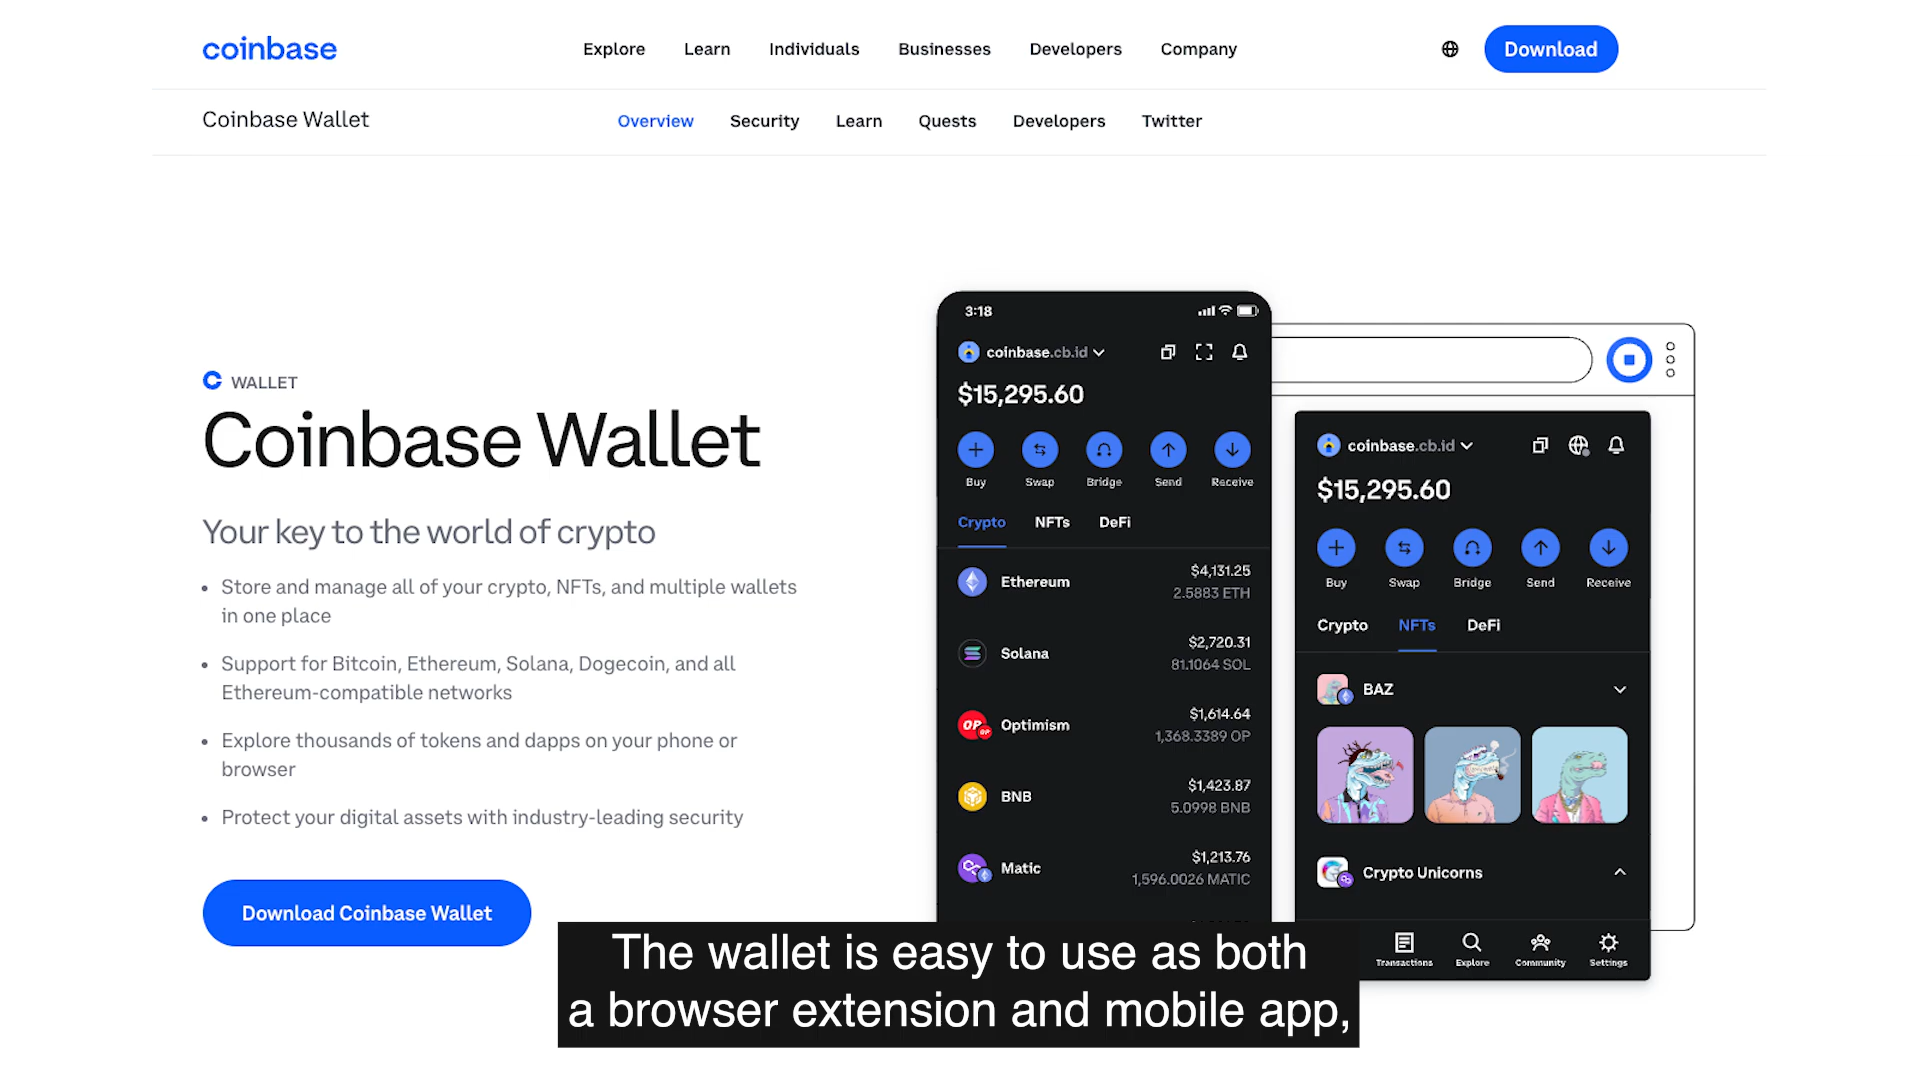 coinbase
Explore
Learn
Individuals
Businesses
Developers
Company
Download
Coinbase Wallet
Overview
Security
Learn
Quests
Developers
Twitter
WALLET
Coinbase Wallet
Your key to the world of crypto
Store and manage all of your crypto, NFTs, and multiple wallets
in one place
Support for Bitcoin, Ethereum, Solana, Dogecoin, and all
Ethereum-compatible networks
Explore thousands of tokens and dapps on your phone or
browser
Protect your digital assets with industry-leading security
Download Coinbase Wallet
3:18
coinbase.cb.id
$15,295.60
Buy
Swap
Bridge
Send
Receive
Crypto
NFTs
DeFi
Ethereum
$4,131.25
2.5883 ETH
Solana
$2,720.31
81.1064 SOL
OP
OP
Optimism
$1,614.64
1,368.3389 OP
BNB
$1,423.87
5.0998 BNB
Matic
$1,213.76
1,596.0026 MATIC
coinbase.cb.id
$15,295.60
Buy
Swap
Bridge
Send
Receive
Crypto
NFTs
DeFi
BAZ
Crypto Unicorns
Transactions
Explore
Community
Settings
The wallet is easy to use as both
a browser extension and mobile app,